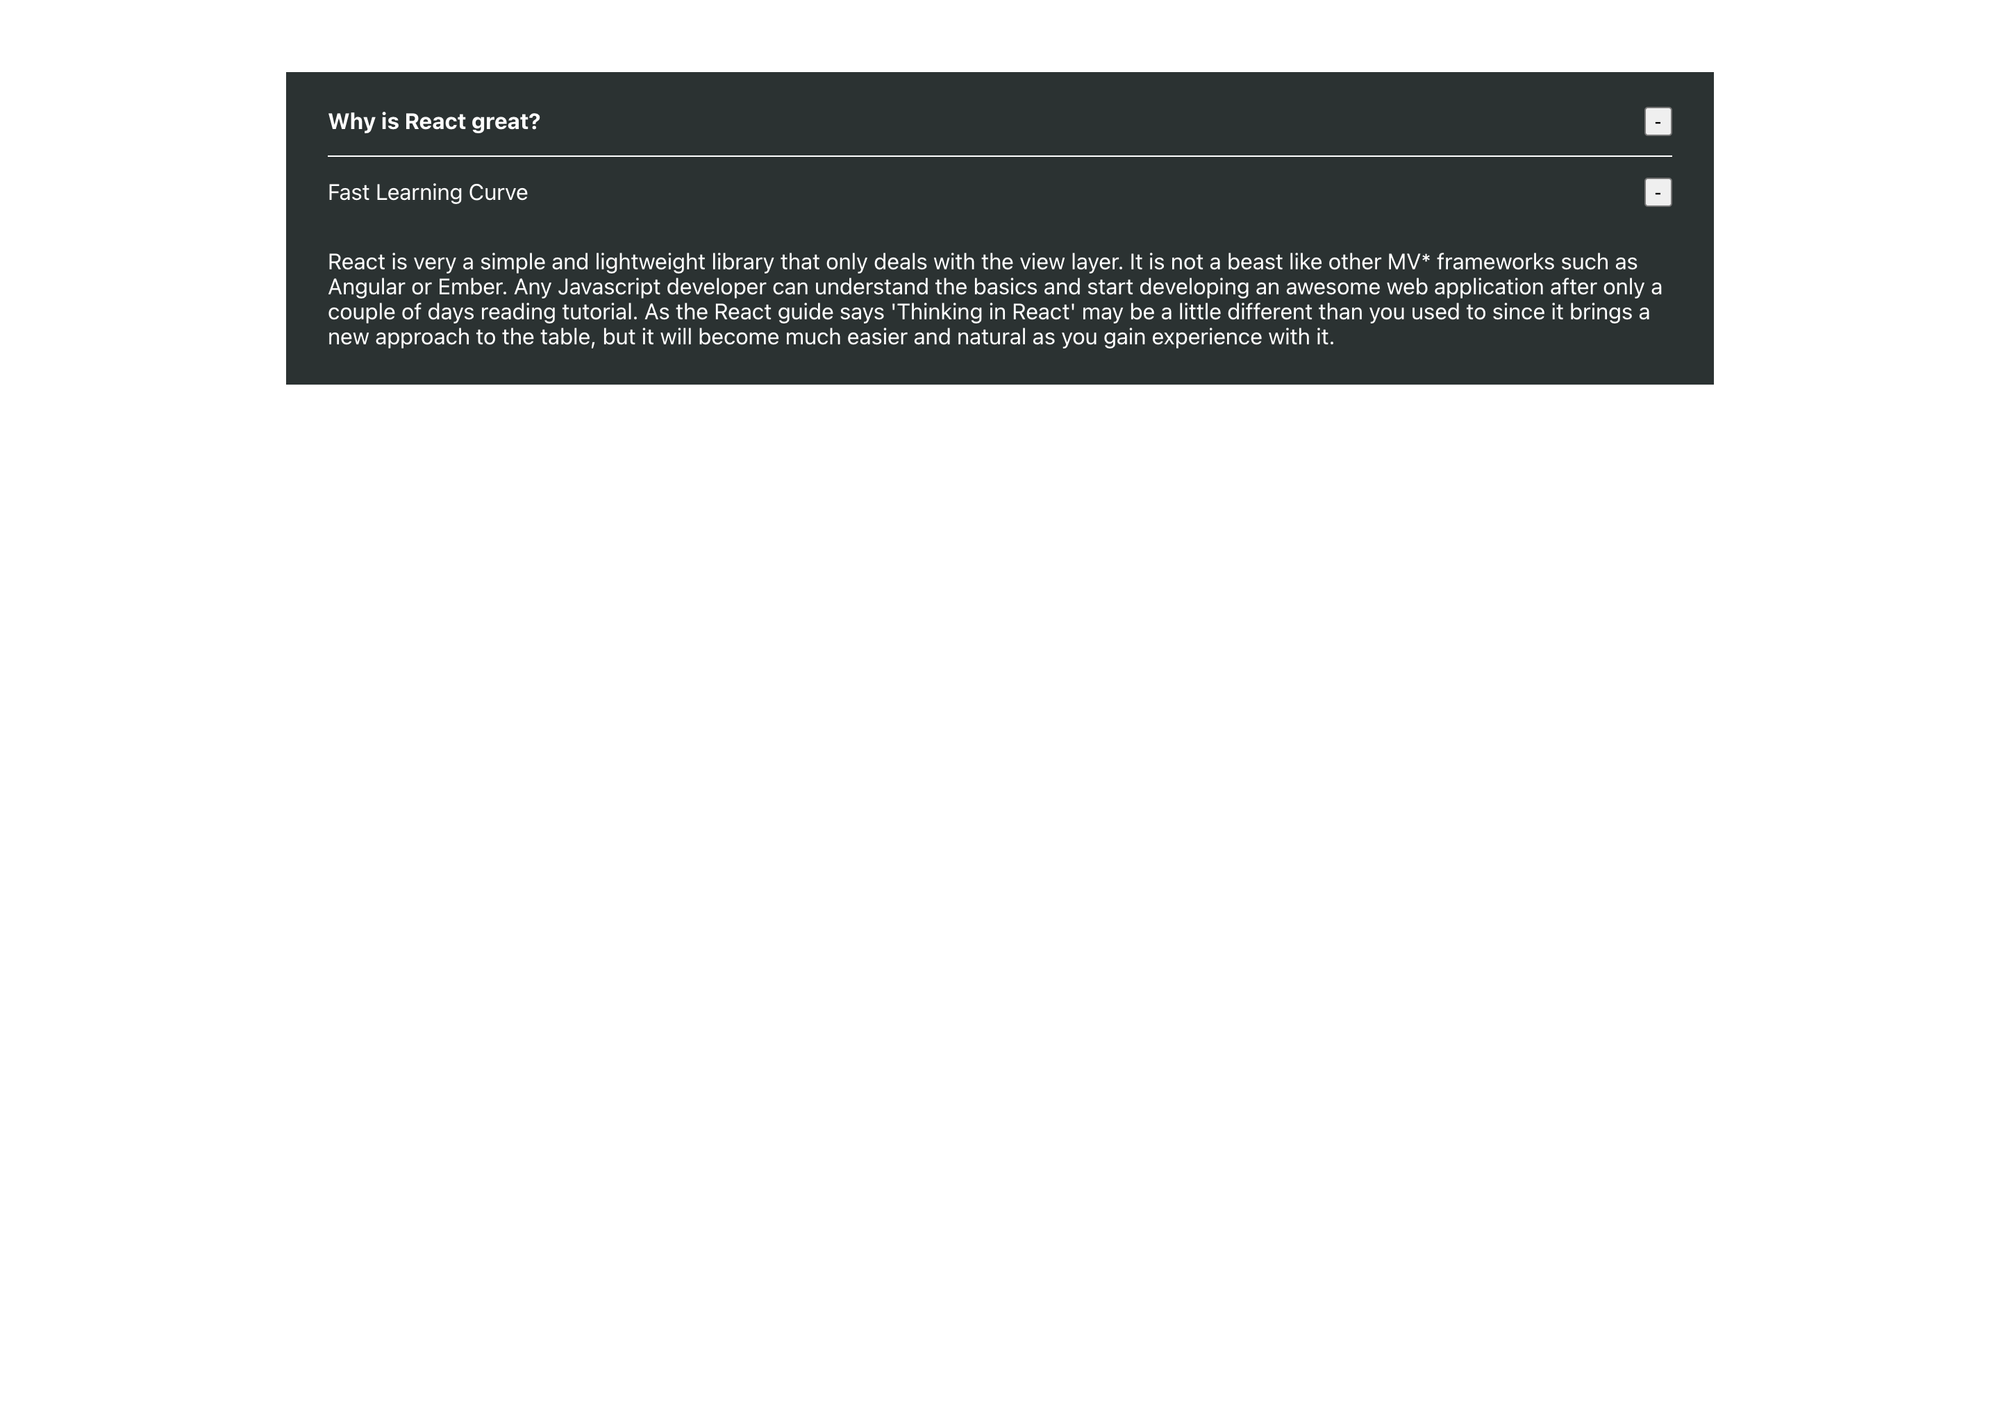 Why is React great?
-
Fast Learning Curve
-
React is very a simple and lightweight library that only deals with the view layer. It is not a beast like other MV* frameworks such as
Angular or Ember. Any Javascript developer can understand the basics and start developing an awesome web application after only a
couple of days reading tutorial. As the React guide says 'Thinking in React' may be a little different than you used to since it brings a
new approach to the table, but it will become much easier and natural as you gain experience with it.